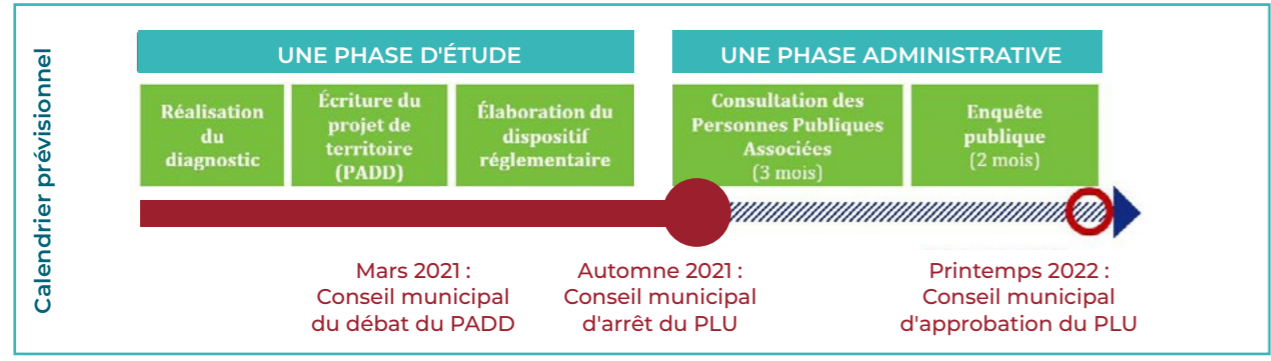 Calendrier prévisionnel
UNE PHASE D'ÉTUDE
UNE PHASE ADMINISTRATIVE
Réalisation
du
diagnostic
Écriture du
projet de
territoire
(PADD)
Élaboration du
dispositif
réglementaire
Consultation des
Personnes Publiques
Associées
(3 mois)
Enquête
publique
(2 mois)
Mars 2021 :
Conseil municipal
du débat du PADD
Automne 2021 :
Conseil municipal
d'arrêt du PLU
Printemps 2022 :
Conseil municipal
d'approbation du PLU